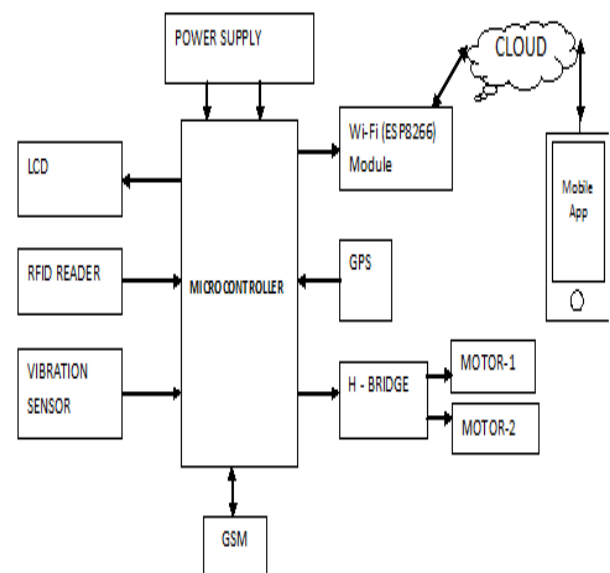 POWER SUPPLY
CLOUD
Wi-Fi (ESP8266)
Module
LCD
Mobile
App
RFID READER
MICROCONTROLLER
GPS
VIBRATION
SENSOR
H - BRIDGE
MOTOR-1
MOTOR-2
GSM